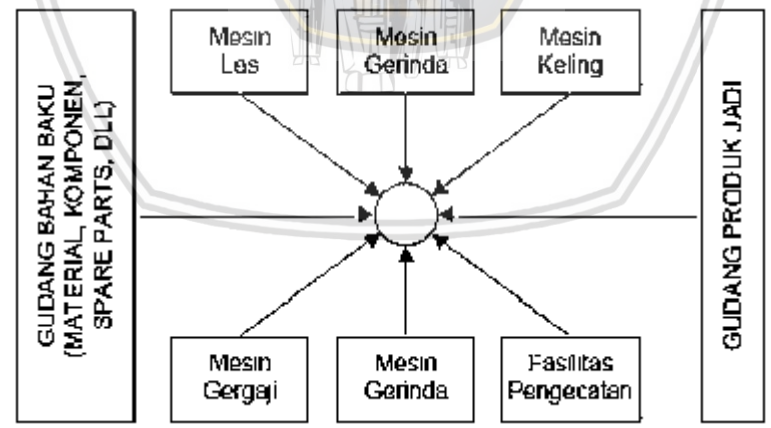 GUDANG BAHAN BAKU
(MATERIAL, KOMPONEN,
SPARE PARTS, DLL)
Mesin
Les
Mesin
Gerinda
Mesin
Keling
Mesin
Gergaji
Mesin
Gerinda
Fasilitas
Pengecatan
GUDANG PRODUK JADI